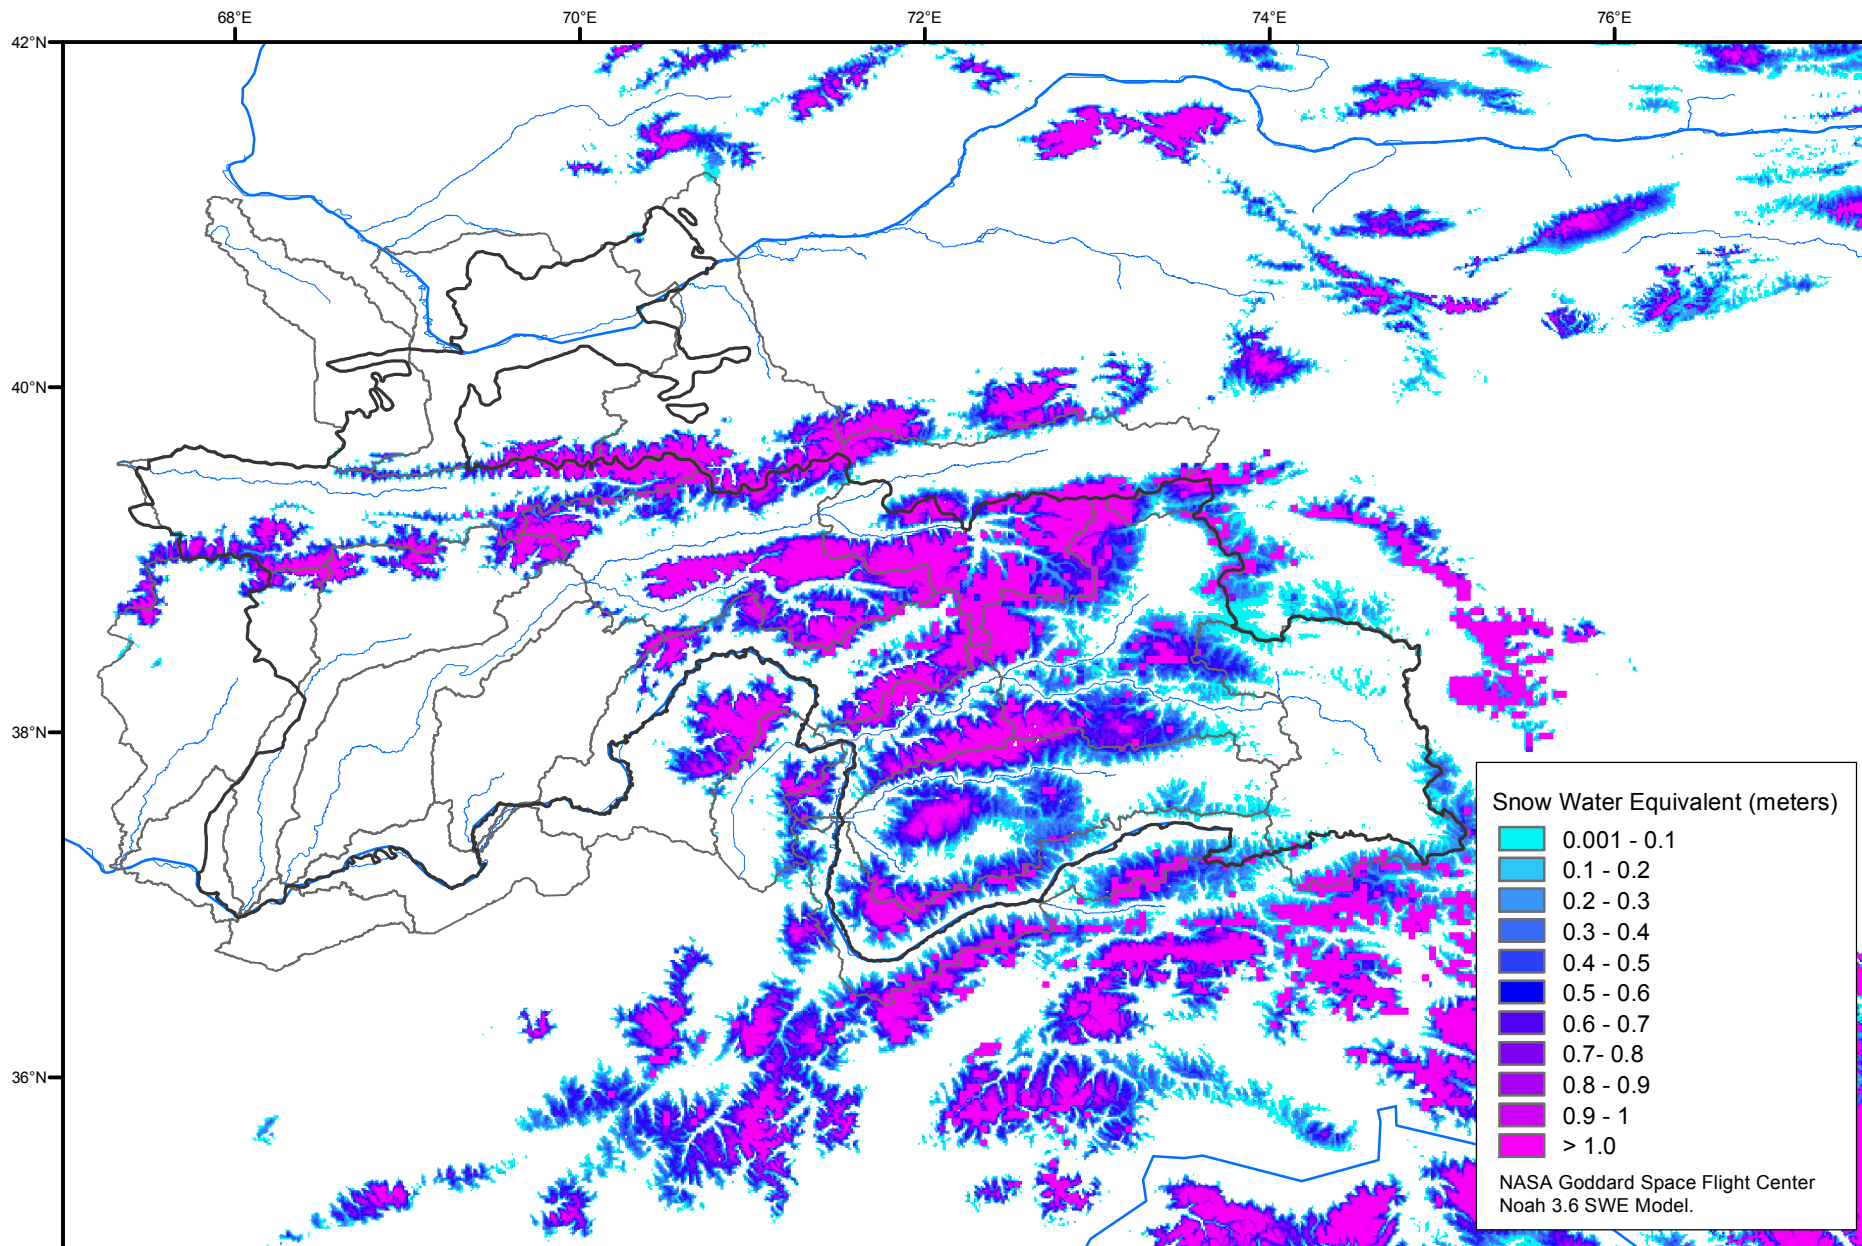 68°E
70°E
72°E
74°E
76°E
42°N
40°N
38°N
36°N
Snow Water Equivalent (meters)
0.001 - 0.1
0.1 - 0.2
0.2 - 0.3
0.3 - 0.4
0.4 - 0.5
0.5 - 0.6
0.6 - 0.7
0.7- 0.8
0.8 - 0.9
0.9 - 1
> 1.0
NASA Goddard Space Flight Center
Noah 3.6 SWE Model.